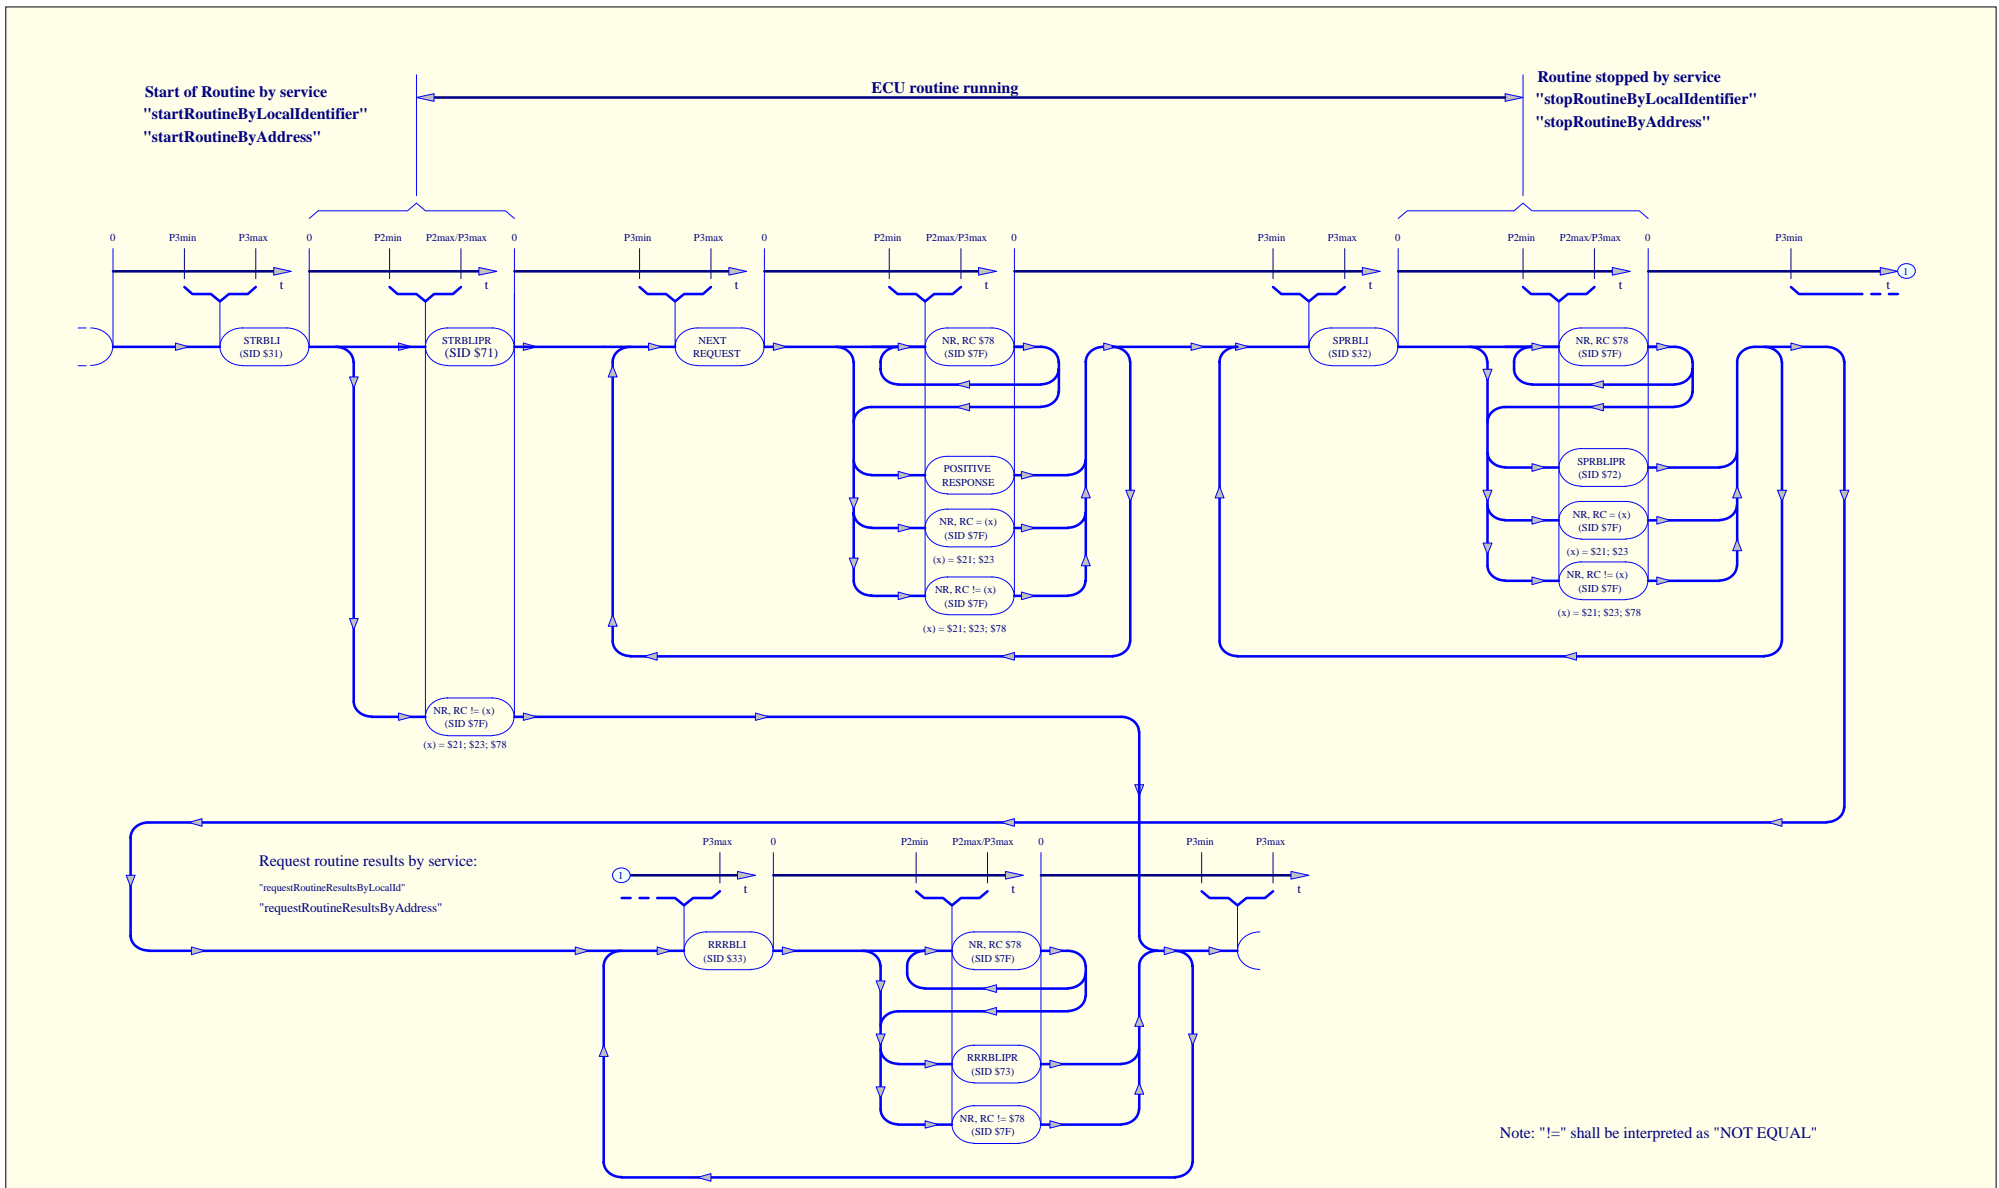 Start of Routine by service
"startRoutineByLocalIdentifier"
"startRoutineByAddress"
ECU routine running
Routine stopped by service
"stopRoutineByLocalIdentifier"
"stopRoutineByAddress"
0 P3min P3max 0 P2min P2max/P3max 0 P3min P3max 0 P2min P2max/P3max 0 P3min P3max 0 P2min P2max/P3max 0 P3min
t t t t t t t
1
STRBLI
(SID $31)
STRBLIPR
(SID $71)
NEXT
REQUEST
NR, RC $78
(SID $7F)
SPRBLI
(SID $32)
NR, RC $78
(SID $7F)
POSITIVE
RESPONSE
NR, RC = (x)
(SID $7F)
(x) = $21; $23
NR, RC != (x)
(SID $7F)
(x) = $21; $23; $78
SPRBLIPR
(SID $72)
NR, RC = (x)
(SID $7F)
(x) = $21; $23
NR, RC != (x)
(SID $7F)
(x) = $21; $23; $78
NR, RC != (x)
(SID $7F)
(x) = $21; $23; $78
Request routine results by service:
"requestRoutineResultsByLocalId"
"requestRoutineResultsByAddress"
P3max 0 P2min P2max/P3max 0 P3min P3max
1
t t t
RRRBLI
(SID $33)
NR, RC $78
(SID $7F)
RRRBLIPR
(SID $73)
NR, RC != $78
(SID $7F)
Note: "!=" shall be interpreted as "NOT EQUAL"